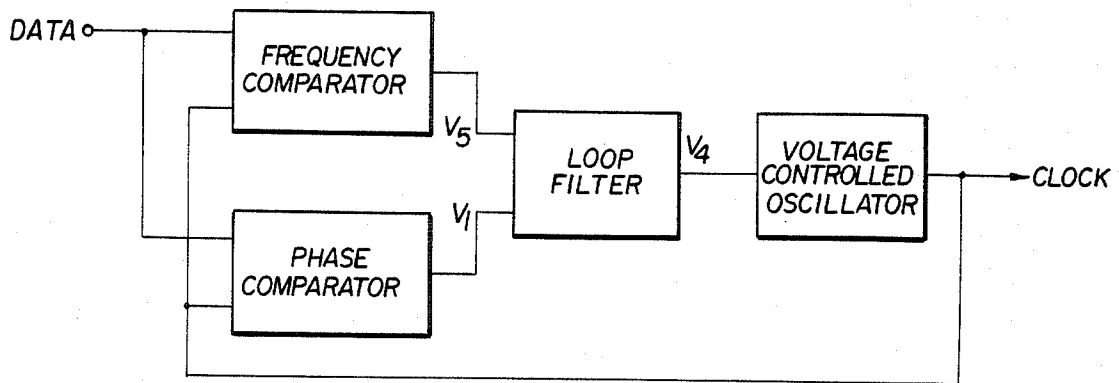 DATA
FREQUENCY
COMPARATOR
V5
LOOP
FILTER
V4
VOLTAGE
CONTROLLED
OSCILLATOR
CLOCK
V1
PHASE
COMPARATOR